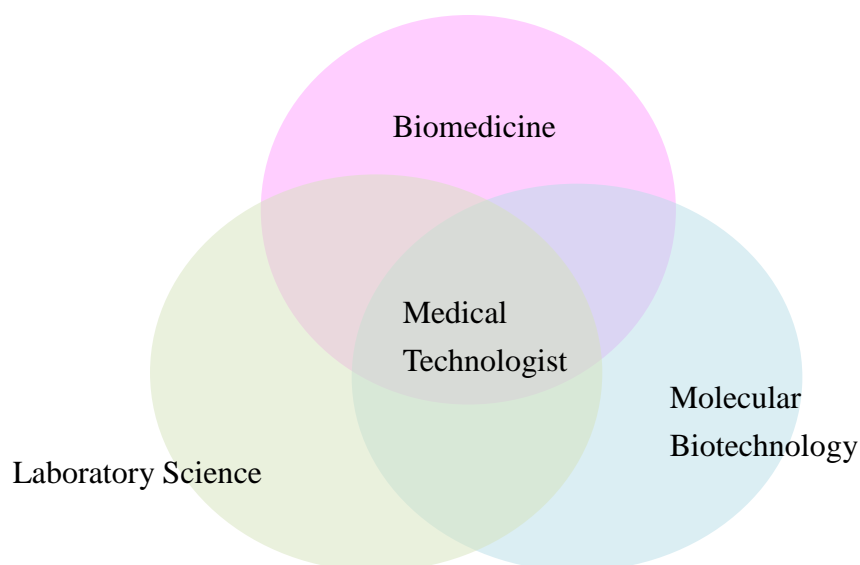 Biomedicine
Medical
Technologist
Molecular
Biotechnology
Laboratory Science